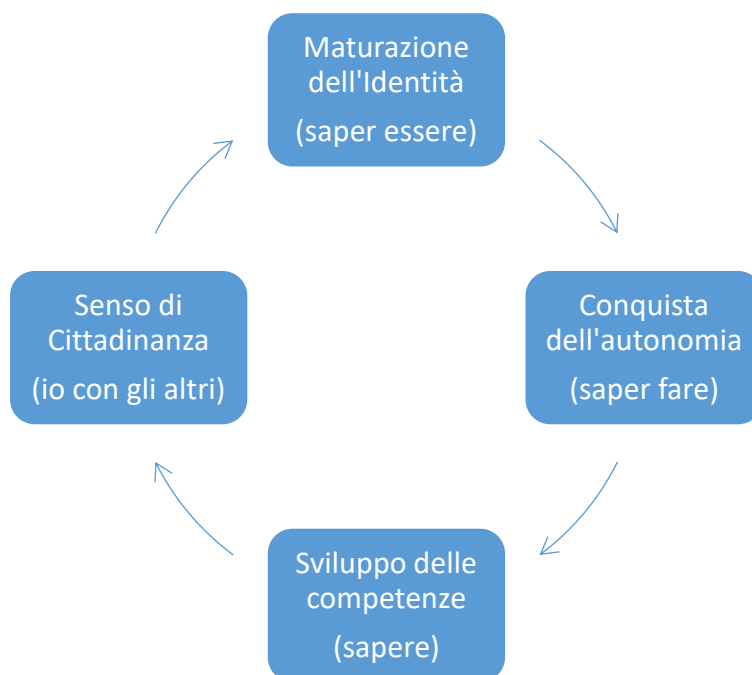 Maturazione
dell'Identità
(saper essere)
Senso di
Cittadinanza
(io con gli altri)
Conquista
dell'autonomia
(saper fare)
Sviluppo delle
competenze
(sapere)